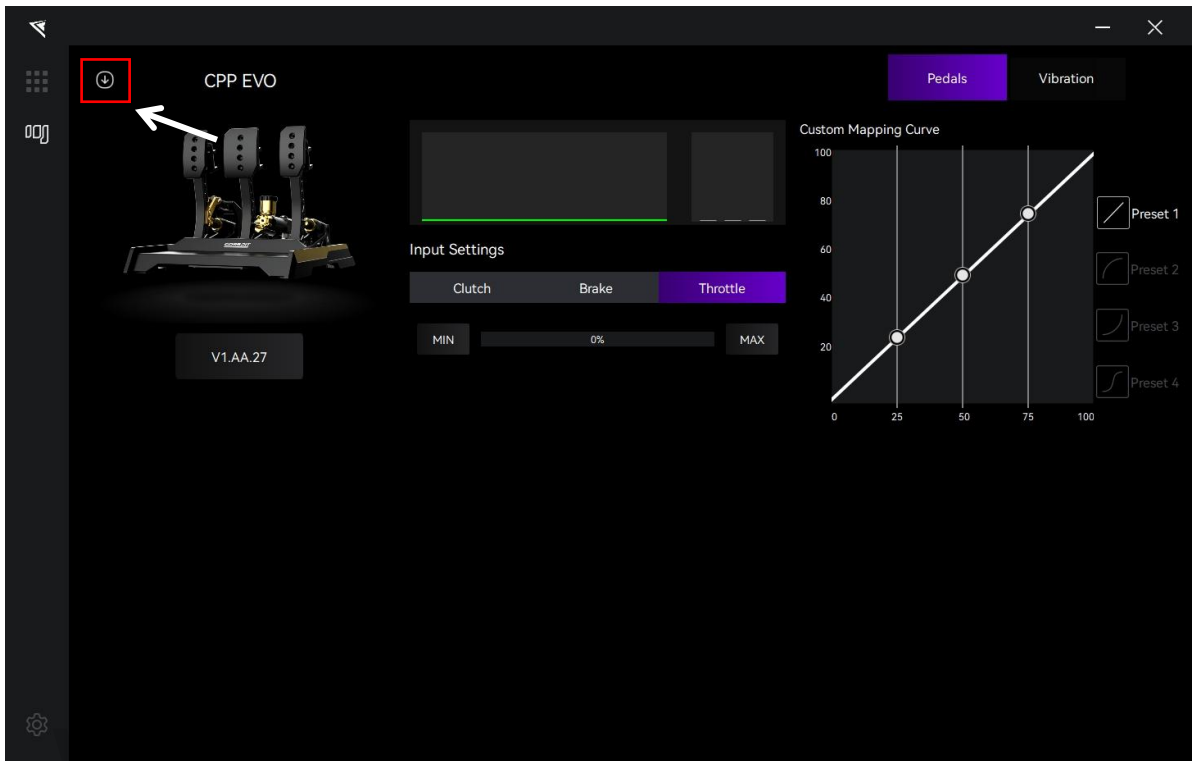 CPP EVO
Pedals
Vibration
Custom Mapping Curve
100
80
60
40
20
0 25 50 75 100
Preset 1
Preset 2
Preset 3
Preset 4
Input Settings
Clutch Brake Throttle
MIN 0% MAX
V1.AA.27